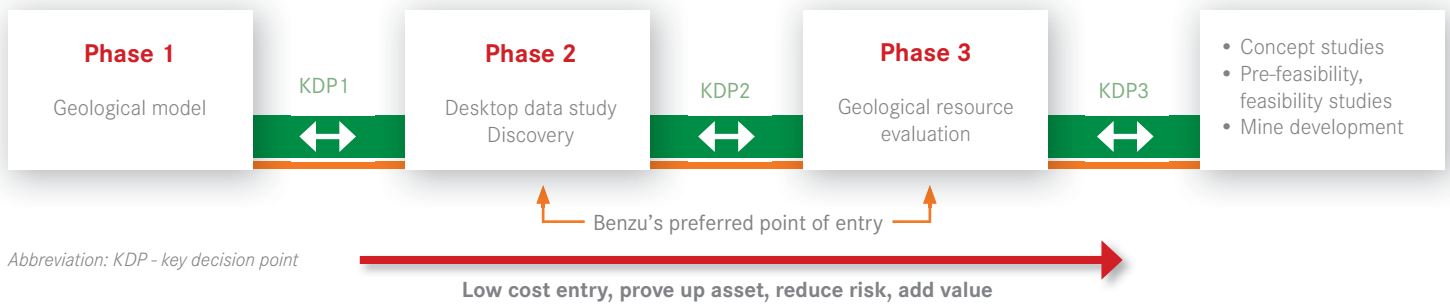 Phase 1
Geological model
KDP1
Phase 2
Desktop data study
Discovery
KDP2
Phase 3
Geological resource
evaluation
KDP3
• Concept studies
• Pre-feasibility,
feasibility studies
• Mine development
Benzu's preferred point of entry
Abbreviation: KDP - key decision point
Low cost entry, prove up asset, reduce risk, add value